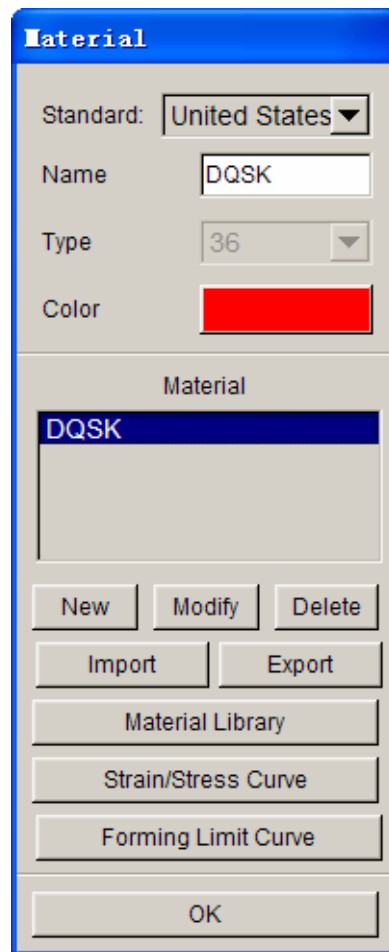 Material
Standard: United States
Name DQSK
Type 36
Color
Material
DQSK
New Modify Delete
Import Export
Material Library
Strain/Stress Curve
Forming Limit Curve
OK